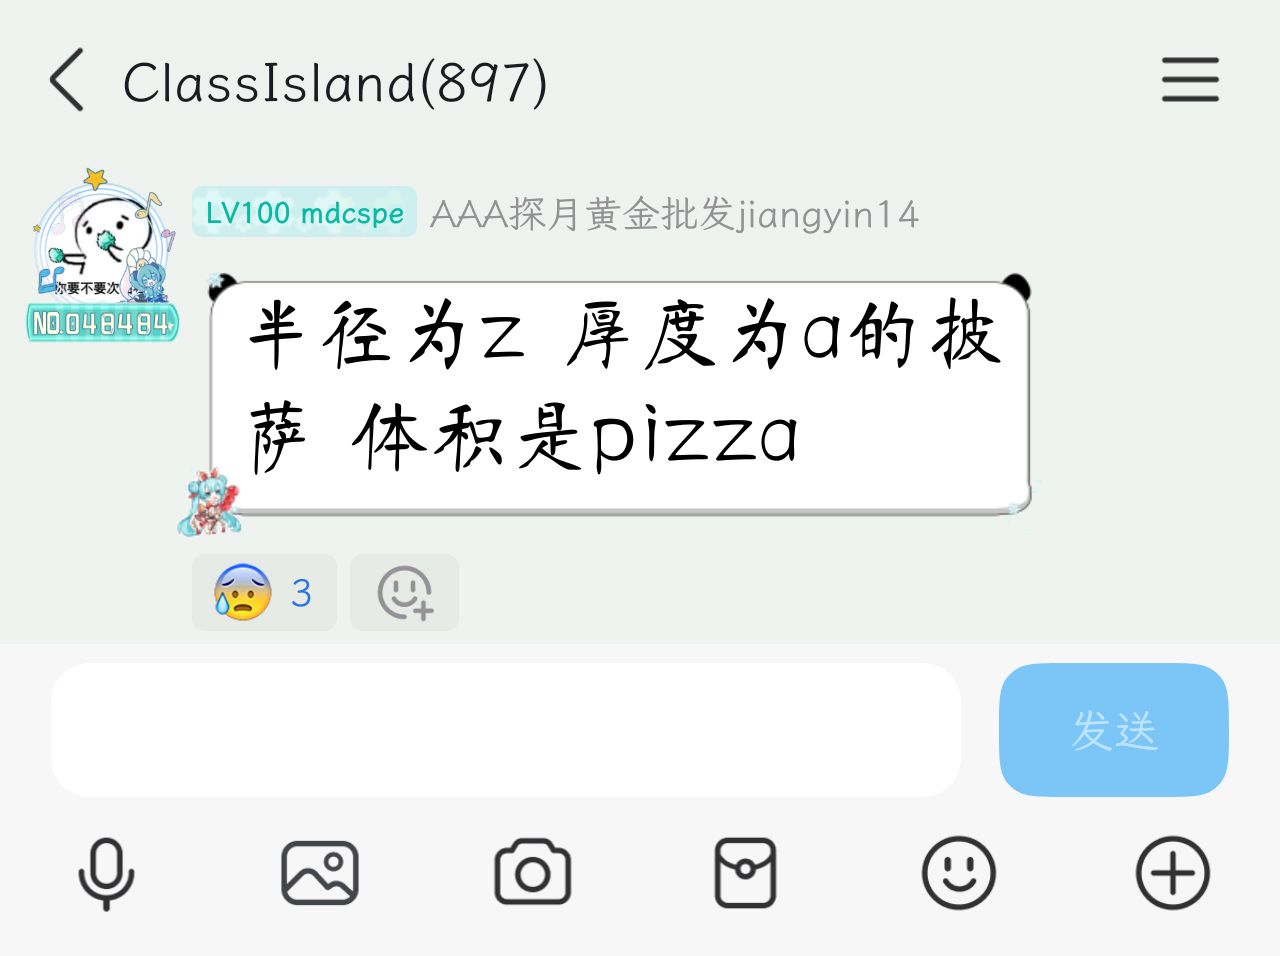 ClassIsland(897)
LV100 mdcspe AAA探月黄金批发jiangyin14
你要不要次
NO.048484
半径为z 厚度为a的披
萨 体积是pizza
3
发送